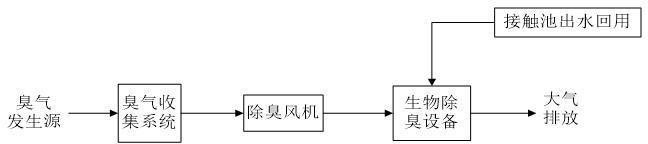 接触池出水回用
臭气
发生源
臭气收
集系统
除臭风机
生物除
臭设备
大气
排放